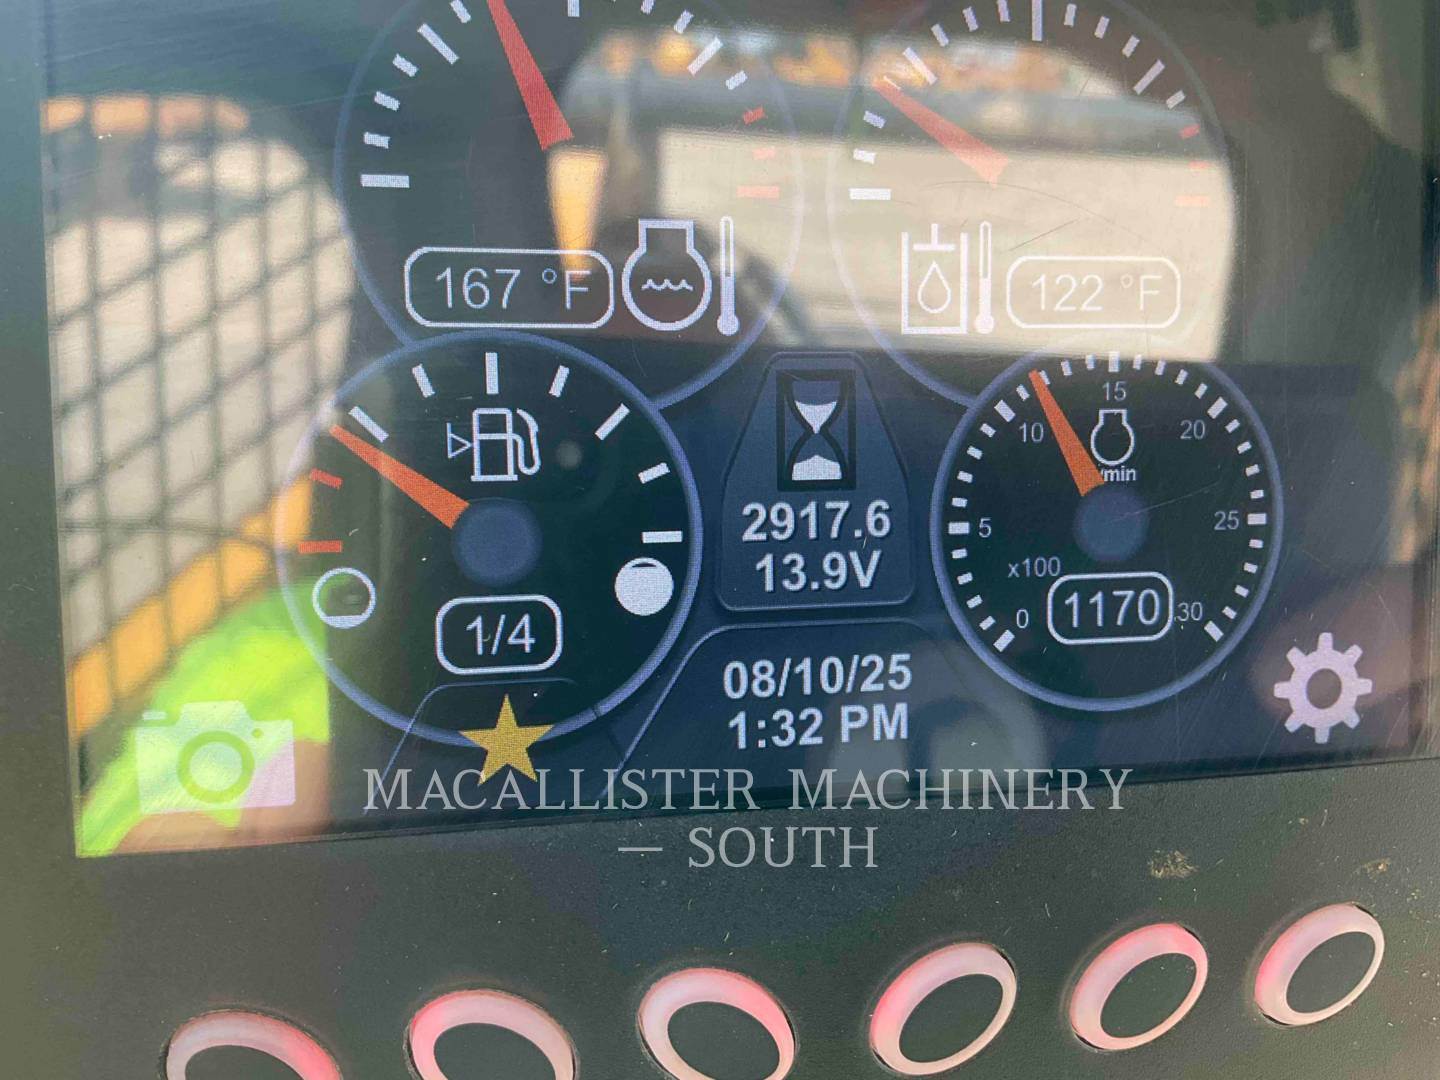 167 °F
122 °F
15
10
20
/min
2917.6
5
25
13.9V
x100
1/4
1170
0
30
08/10/25
1:32 PM
MACALLISTER MACHINERY
— SOUTH